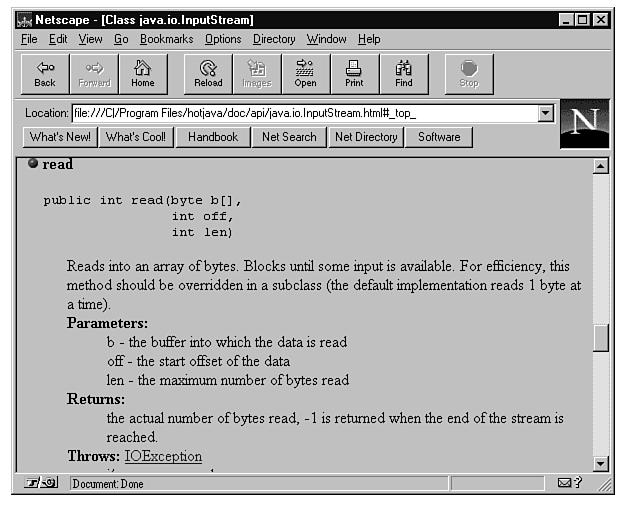 Netscape - [Class java.io.InputStream]
File Edit View Go Bookmarks Options Directory Window Help
Back Forward Home Reload Images Open Print Find Stop
Location: file:///C|/Program Files/hotjava/doc/api/java.io.InputStream.html#_top_
N
What's New! What's Cool! Handbook Net Search Net Directory Software
read
public int read(byte b[],
int off,
int len)
Reads into an array of bytes. Blocks until some input is available. For efficiency, this
method should be overridden in a subclass (the default implementation reads 1 byte at
a time).
Parameters:
b - the buffer into which the data is read
off - the start offset of the data
len - the maximum number of bytes read
Returns:
the actual number of bytes read, -1 is returned when the end of the stream is
reached.
Throws: IOException
Document: Done
?